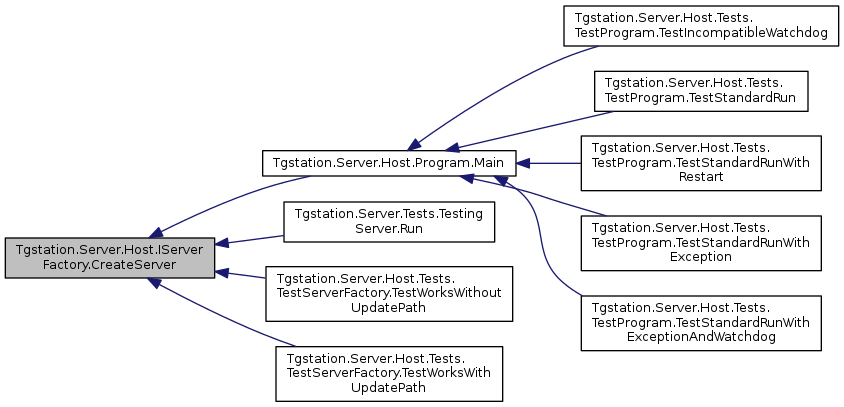 Tgstation.Server.Host.Tests.
TestProgram.TestIncompatibleWatchdog
Tgstation.Server.Host.Tests.
TestProgram.TestStandardRun
Tgstation.Server.Host.Tests.
TestProgram.TestStandardRunWith
Restart
Tgstation.Server.Host.Program.Main
Tgstation.Server.Tests.Testing
Server.Run
Tgstation.Server.Host.Tests.
TestProgram.TestStandardRunWith
Exception
Tgstation.Server.Host.IServer
Factory.CreateServer
Tgstation.Server.Host.Tests.
TestServerFactory.TestWorksWithout
UpdatePath
Tgstation.Server.Host.Tests.
TestProgram.TestStandardRunWith
ExceptionAndWatchdog
Tgstation.Server.Host.Tests.
TestServerFactory.TestWorksWith
UpdatePath